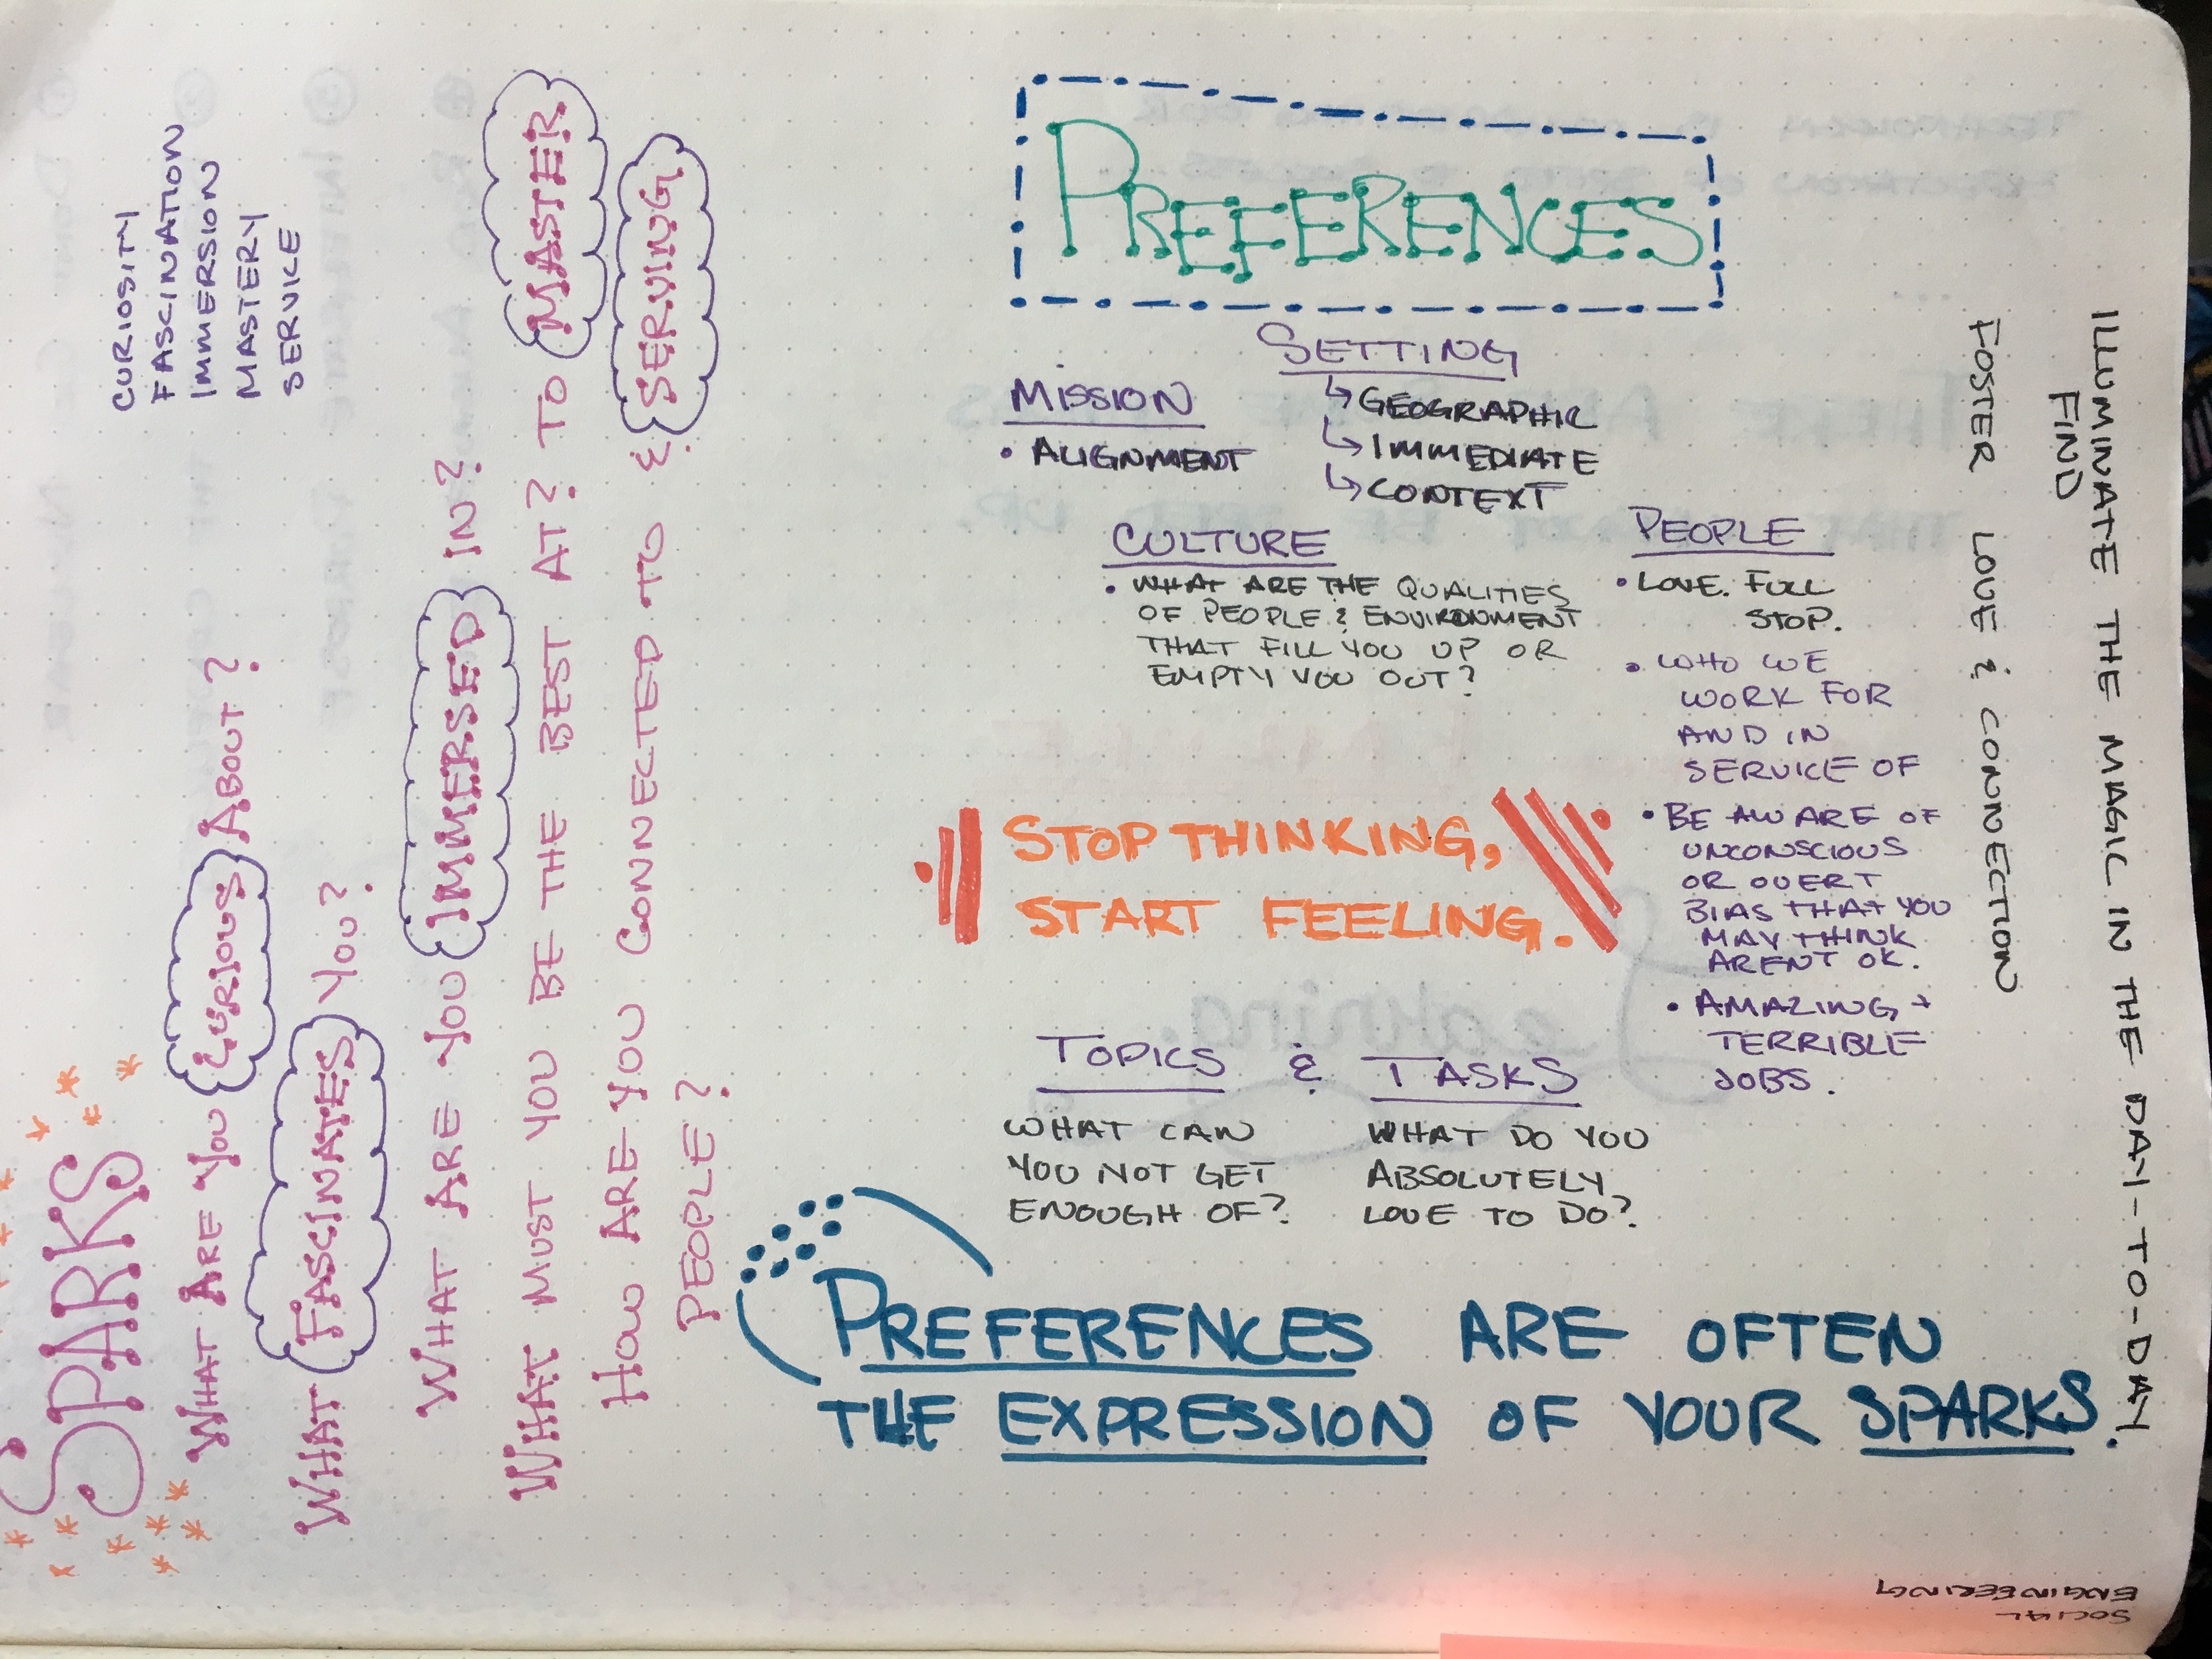 SPARKS
WHAT ARE YOU CURIOUS ABOUT?
WHAT FASCINATES YOU?
WHAT ARE YOU IMMERSED IN?
WHAT MUST YOU BE THE BEST AT? TO MASTER
HOW ARE YOU CONNECTED TO & SERVING
PEOPLE?
CURIOSITY
FASCINATION
IMMERSION
MASTERY
SERVICE
PREFERENCES
SETTING
↳ GEOGRAPHIC
↳ IMMEDIATE
↳ CONTEXT
MISSION
• ALIGNMENT
CULTURE
• WHAT ARE THE QUALITIES
OF PEOPLE & ENVIRONMENT
THAT FILL YOU UP OR
EMPTY YOU OUT?
PEOPLE
• LOVE. FULL
STOP.
• WHO WE
WORK FOR
AND IN
SERVICE OF
• BE AWARE OF
UNCONSCIOUS
OR OVERT
BIAS THAT YOU
MAY THINK
ARENT OK.
• AMAZING +
TERRIBLE
JOBS.
STOP THINKING,
START FEELING.
TOPICS & TASKS
WHAT CAN
YOU NOT GET
ENOUGH OF?
WHAT DO YOU
ABSOLUTELY
LOVE TO DO?
PREFERENCES ARE OFTEN
THE EXPRESSION OF YOUR SPARKS.
ILLUMINATE THE MAGIC IN THE DAY-TO-DAY
FIND
FOSTER LOVE & CONNECTION
SOCIAL
ENGINEERING